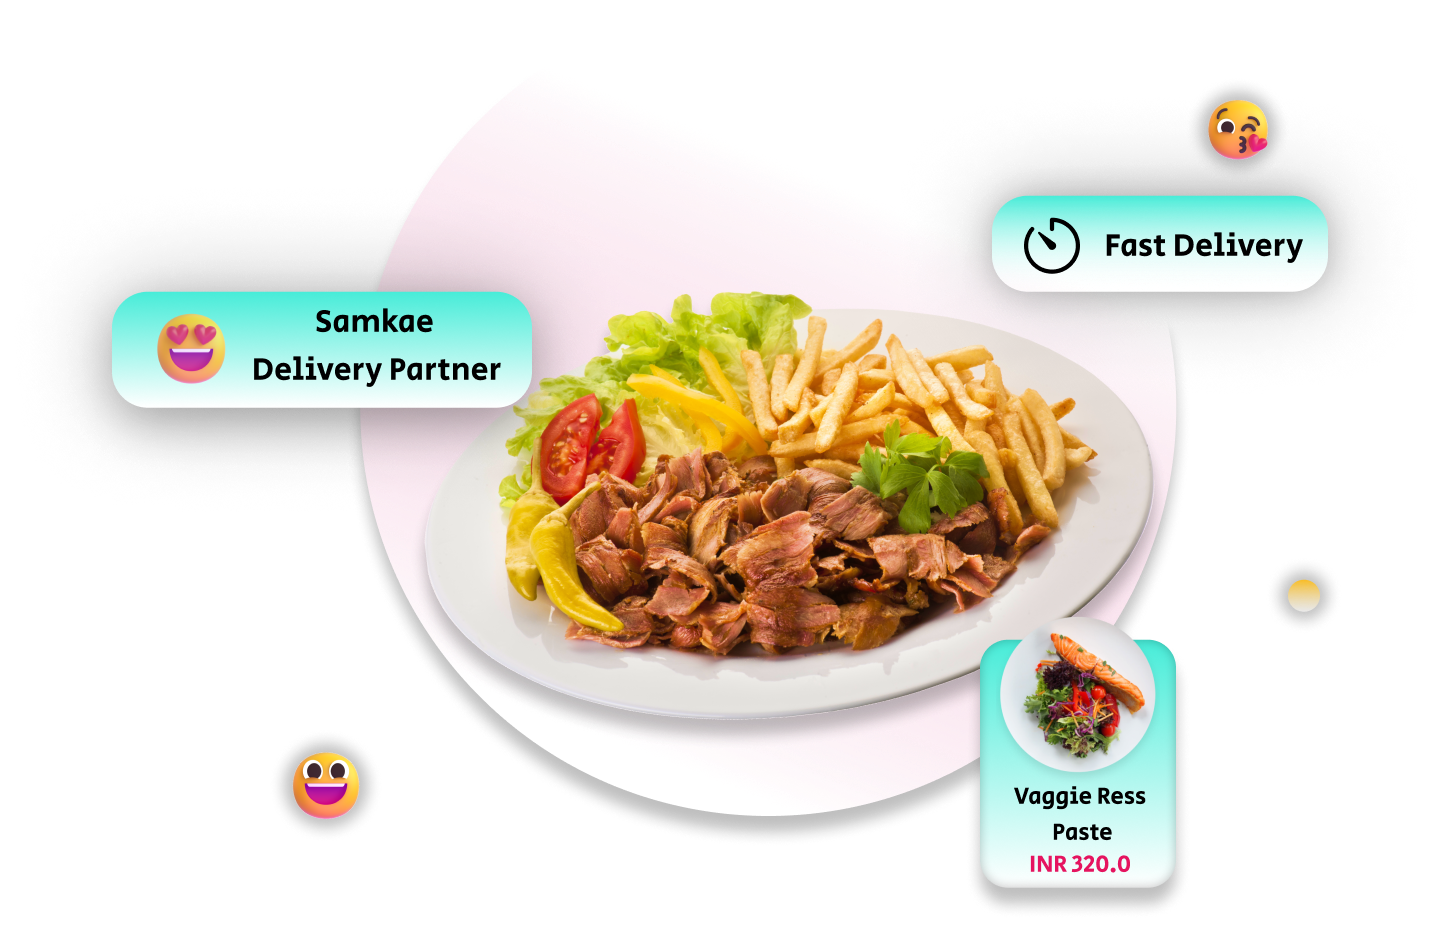 Fast Delivery
Samkae
Delivery Partner
Vaggie Ress
Paste
INR 320.0